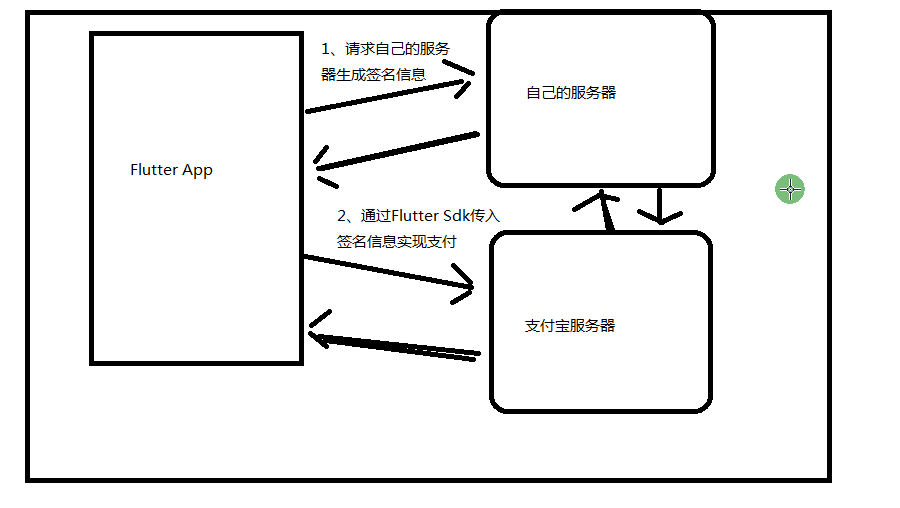 1、请求自己的服务
器生成签名信息
自己的服务器
Flutter App
2、通过Flutter Sdk传入
签名信息实现支付
支付宝服务器